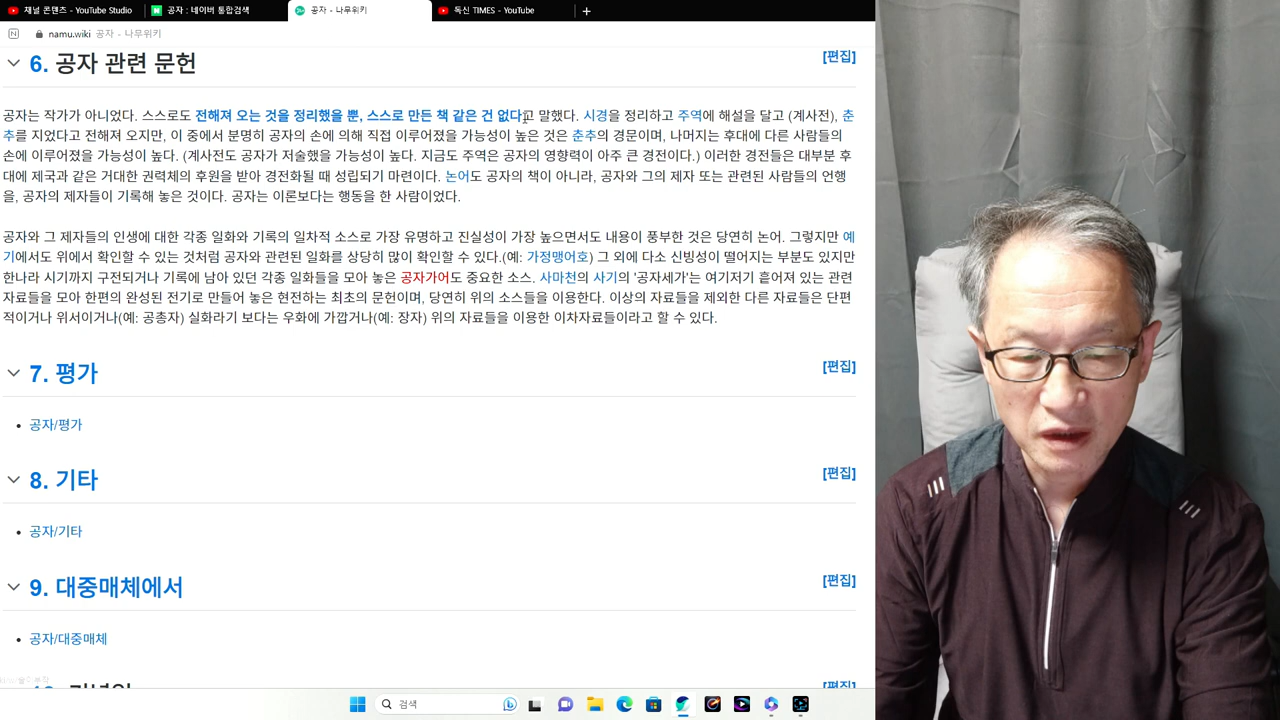 채널 콘텐츠 - YouTube Studio
공자 : 네이버 통합검색
공자 - 나무위키
독신 TIMES - YouTube
namu.wiki 공자 - 나무위키
6. 공자 관련 문헌
[편집]
공자는 작가가 아니었다. 스스로도 전해져 오는 것을 정리했을 뿐, 스스로 만든 책 같은 건 없다고 말했다. 시경을 정리하고 주역에 해설을 달고 (계사전), 춘
추를 지었다고 전해져 오지만, 이 중에서 분명히 공자의 손에 의해 직접 이루어졌을 가능성이 높은 것은 춘추의 경문이며, 나머지는 후대에 다른 사람들의
손에 이루어졌을 가능성이 높다. (계사전도 공자가 저술했을 가능성이 높다. 지금도 주역은 공자의 영향력이 아주 큰 경전이다.) 이러한 경전들은 대부분 후
대에 제국과 같은 거대한 권력체의 후원을 받아 경전화될 때 성립되기 마련이다. 논어도 공자의 책이 아니라, 공자와 그의 제자 또는 관련된 사람들의 언행
을, 공자의 제자들이 기록해 놓은 것이다. 공자는 이론보다는 행동을 한 사람이었다.
공자와 그 제자들의 인생에 대한 각종 일화와 기록의 일차적 소스로 가장 유명하고 진실성이 가장 높으면서도 내용이 풍부한 것은 당연히 논어. 그렇지만 예
기에서도 위에서 확인할 수 있는 것처럼 공자와 관련된 일화를 상당히 많이 확인할 수 있다.(예: 가정맹어호) 그 외에 다소 신빙성이 떨어지는 부분도 있지만
한나라 시기까지 구전되거나 기록에 남아 있던 각종 일화들을 모아 놓은 공자가어도 중요한 소스. 사마천의 사기의 '공자세가'는 여기저기 흩어져 있는 관련
자료들을 모아 한편의 완성된 전기로 만들어 놓은 현전하는 최초의 문헌이며, 당연히 위의 소스들을 이용한다. 이상의 자료들을 제외한 다른 자료들은 단편
적이거나 위서이거나(예: 공총자) 실화라기 보다는 우화에 가깝거나(예: 장자) 위의 자료들을 이용한 이차자료들이라고 할 수 있다.
7. 평가
[편집]
• 공자/평가
8. 기타
[편집]
• 공자/기타
9. 대중매체에서
[편집]
• 공자/대중매체
검색